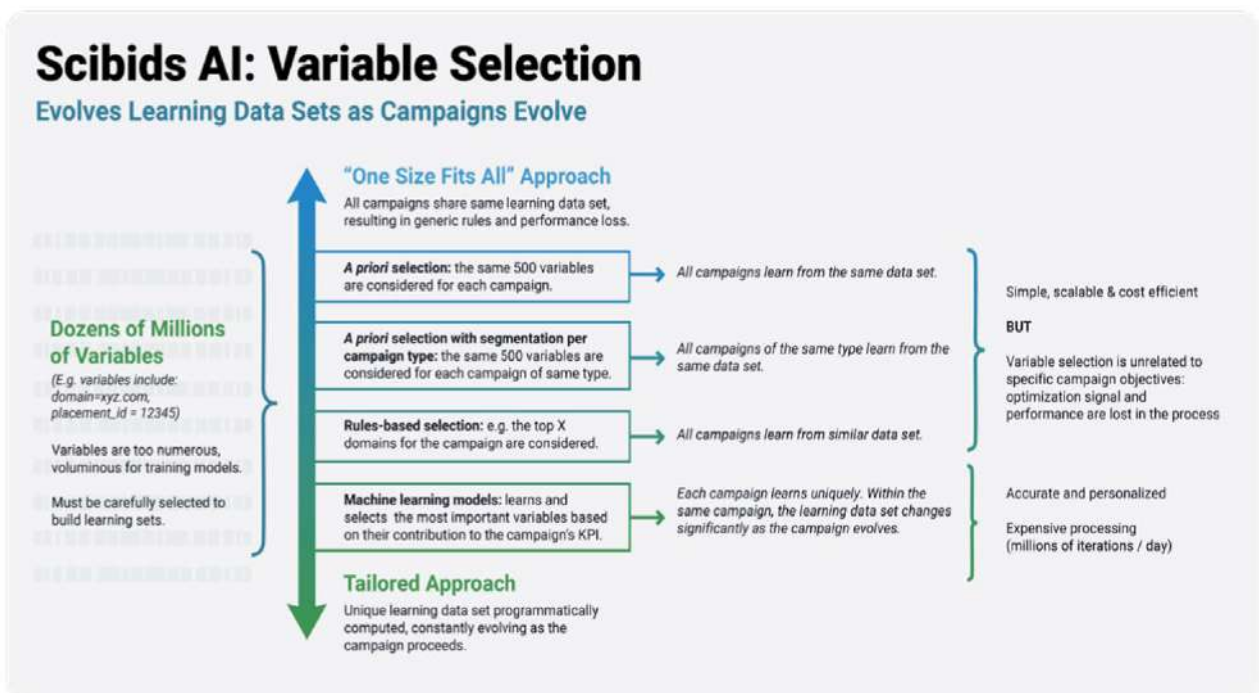 Scibids AI: Variable Selection
Evolves Learning Data Sets as Campaigns Evolve
"One Size Fits All" Approach
All campaigns share same learning data set,
resulting in generic rules and performance loss.
Dozens of Millions
of Variables
(E.g. variables include:
domain=xyz.com,
placement_id = 12345)
Variables are too numerous,
voluminous for training models.
Must be carefully selected to
build learning sets.
A priori selection: the same 500 variables
are considered for each campaign.
All campaigns learn from the same data set.
A priori selection with segmentation per
campaign type: the same 500 variables are
considered for each campaign of same type.
All campaigns of the same type learn from the
same data set.
Rules-based selection: e.g. the top X
domains for the campaign are considered.
All campaigns learn from similar data set.
Machine learning models: learns and
selects the most important variables based
on their contribution to the campaign's KPI.
Each campaign learns uniquely. Within the
same campaign, the learning data set changes
significantly as the campaign evolves.
Simple, scalable & cost efficient
BUT
Variable selection is unrelated to
specific campaign objectives:
optimization signal and
performance are lost in the process
Accurate and personalized
Expensive processing
(millions of iterations / day)
Tailored Approach
Unique learning data set programmatically
computed, constantly evolving as the
campaign proceeds.